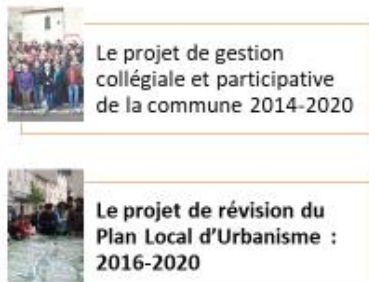 Le projet de gestion
collégiale et participative
de la commune 2014-2020
Le projet de révision du
Plan Local d'Urbanisme :
2016-2020